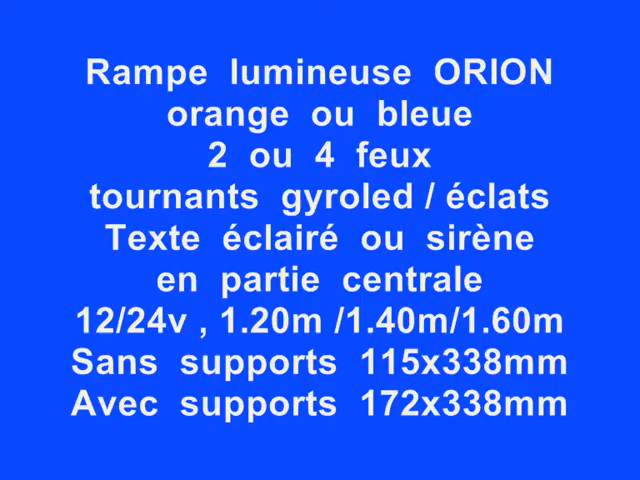 Rampe lumineuse ORION
orange ou bleue
2 ou 4 feux
tournants gyroled / éclats
Texte éclairé ou sirène
en partie centrale
12/24v , 1.20m /1.40m/1.60m
Sans supports 115x338mm
Avec supports 172x338mm